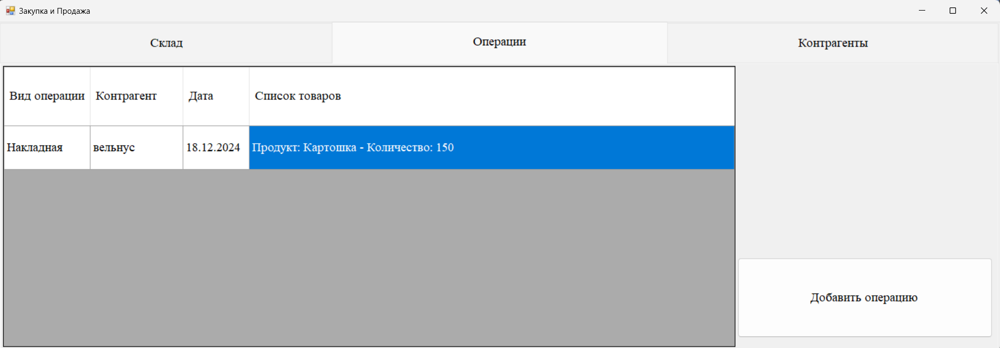 Закупка и Продажа
Склад Операции Контрагенты
Вид операции Контрагент Дата Список товаров
Накладная вельнус 18.12.2024 Продукт: Картошка - Количество: 150
Добавить операцию